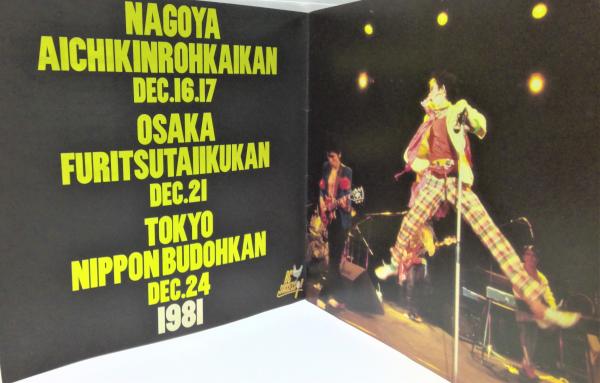 NAGOYA
AICHIKINROHKAIKAN
DEC.16.17
OSAKA
FURITSUTAIIKUKAN
DEC.21
TOKYO
NIPPON BUDOHKAN
DEC.24
1981